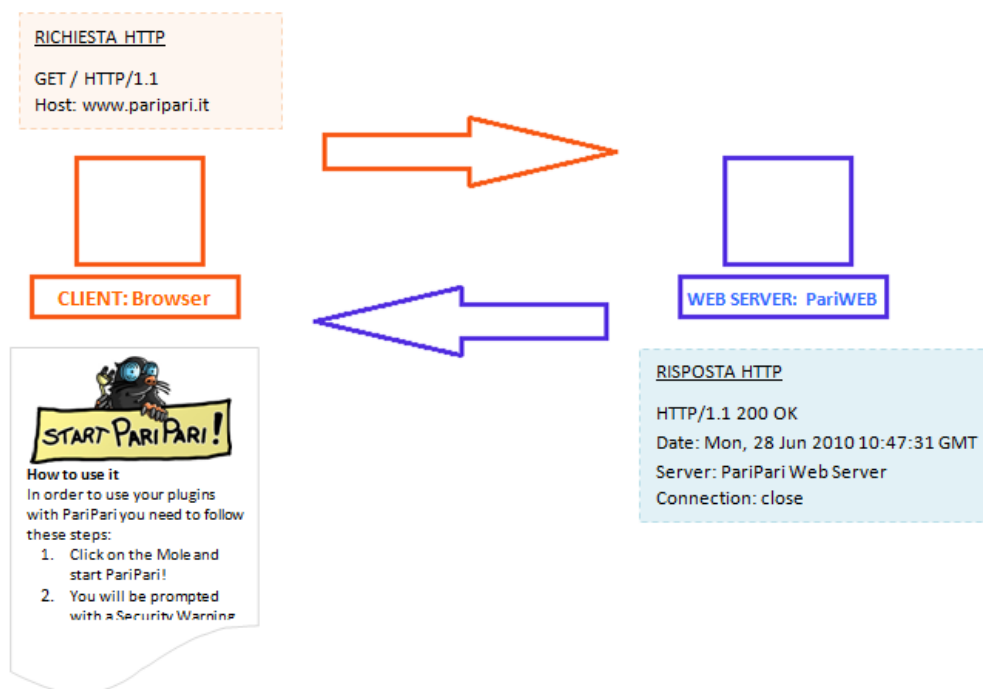 RICHIESTA HTTP
GET / HTTP/1.1
Host: www.paripari.it
CLIENT: Browser
WEB SERVER: PariWEB
START PARIPARI!
How to use it
In order to use your plugins
with PariPari you need to follow
these steps:
1. Click on the Mole and
start PariPari!
2. You will be prompted
with a Security Warning
RISPOSTA HTTP
HTTP/1.1 200 OK
Date: Mon, 28 Jun 2010 10:47:31 GMT
Server: PariPari Web Server
Connection: close